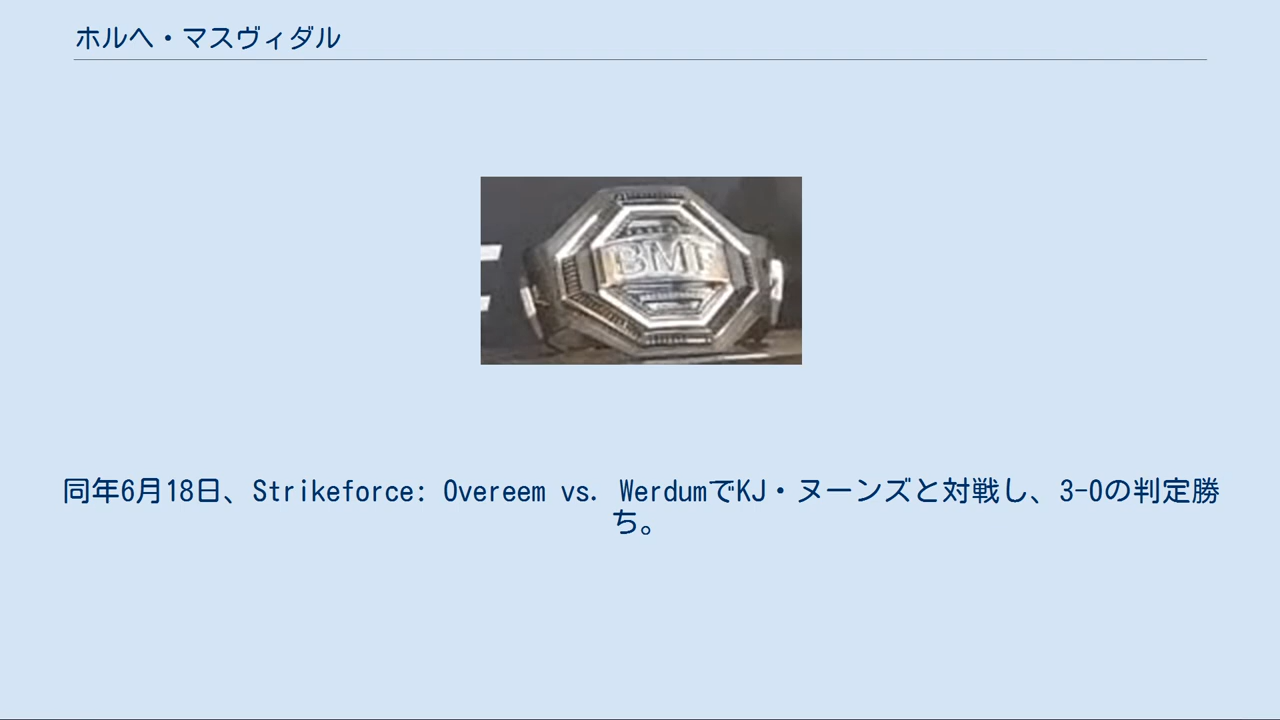 ホルヘ・マスヴィダル
BMF
同年6月18日、Strikeforce: Overeem vs. WerdumでKJ・ヌーンズと対戦し、3-0の判定勝
ち。